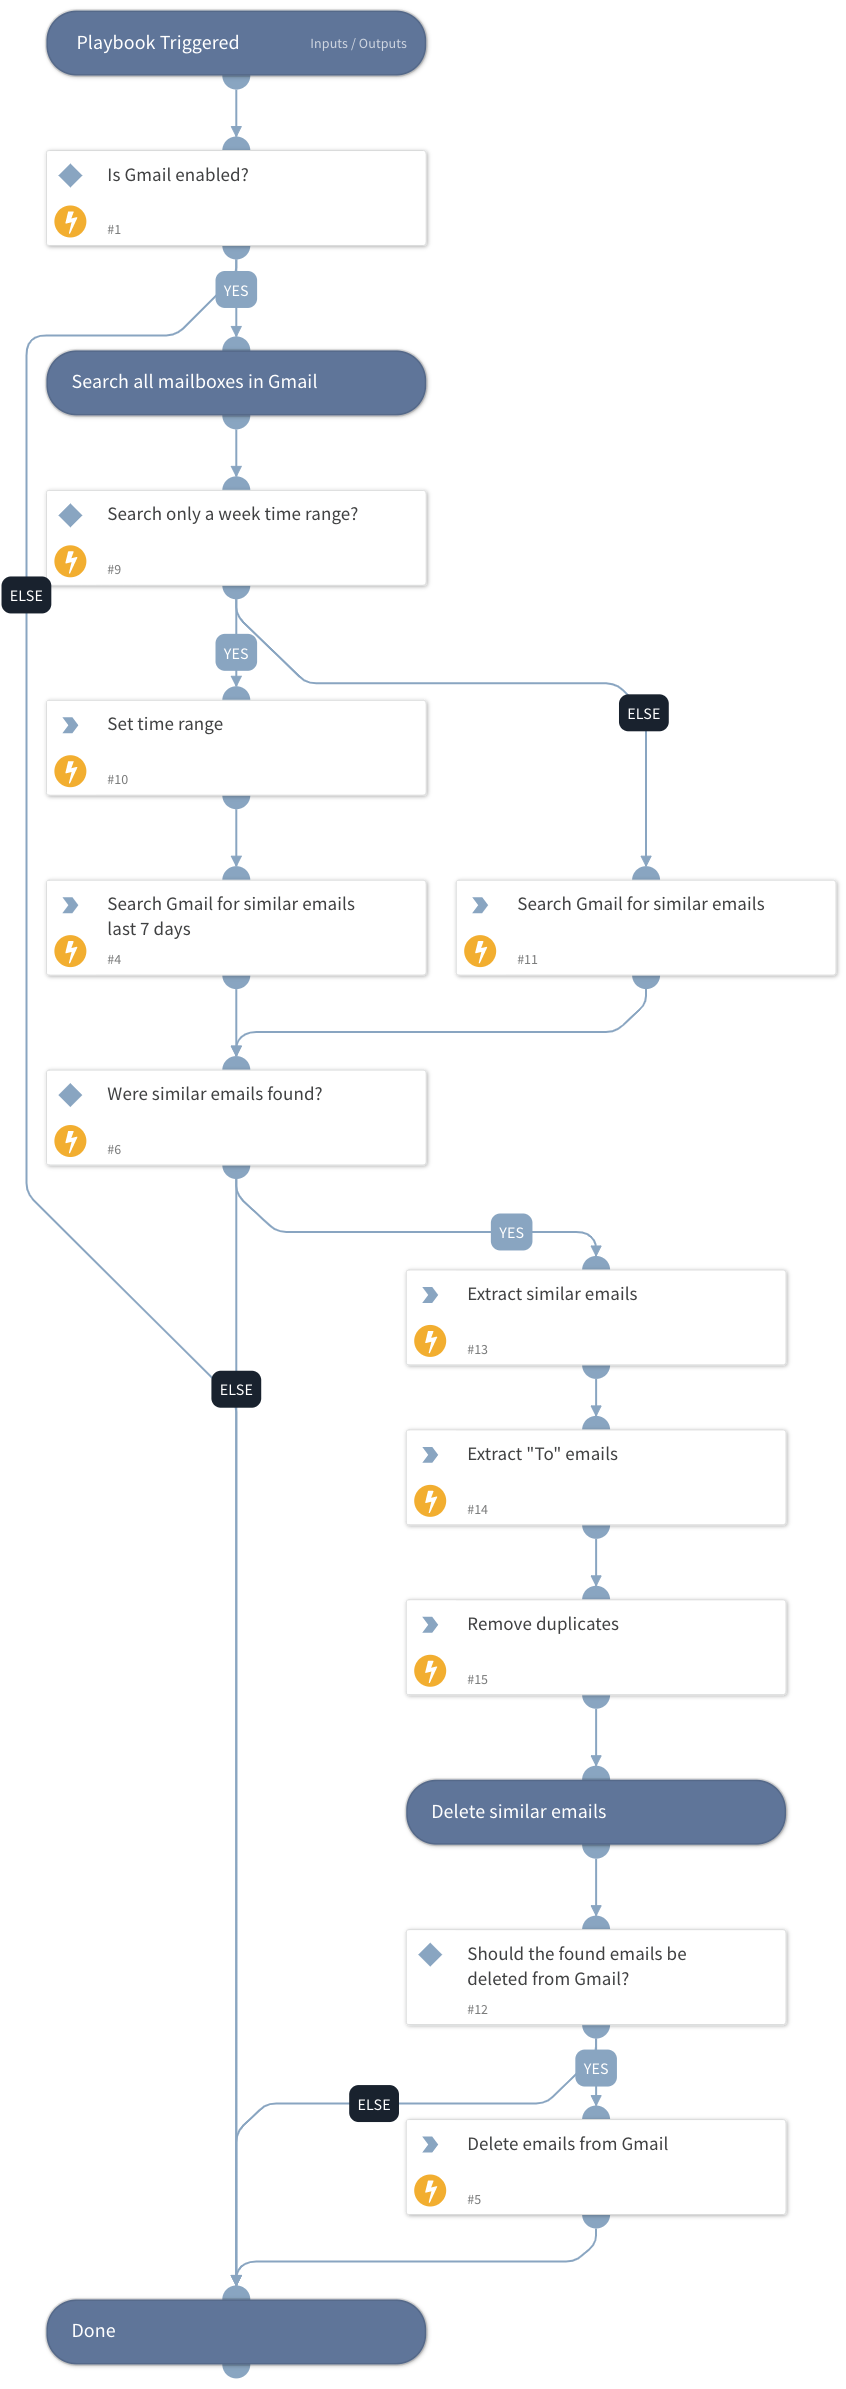 Playbook Triggered
Inputs / Outputs
Is Gmail enabled?
#1
YES
Search all mailboxes in Gmail
Search only a week time range?
#9
ELSE
YES
ELSE
Set time range
#10
Search Gmail for similar emails
last 7 days
#4
Search Gmail for similar emails
#11
Were similar emails found?
#6
YES
Extract similar emails
#13
ELSE
Extract "To" emails
#14
Remove duplicates
#15
Delete similar emails
Should the found emails be
deleted from Gmail?
#12
YES
ELSE
Delete emails from Gmail
#5
Done